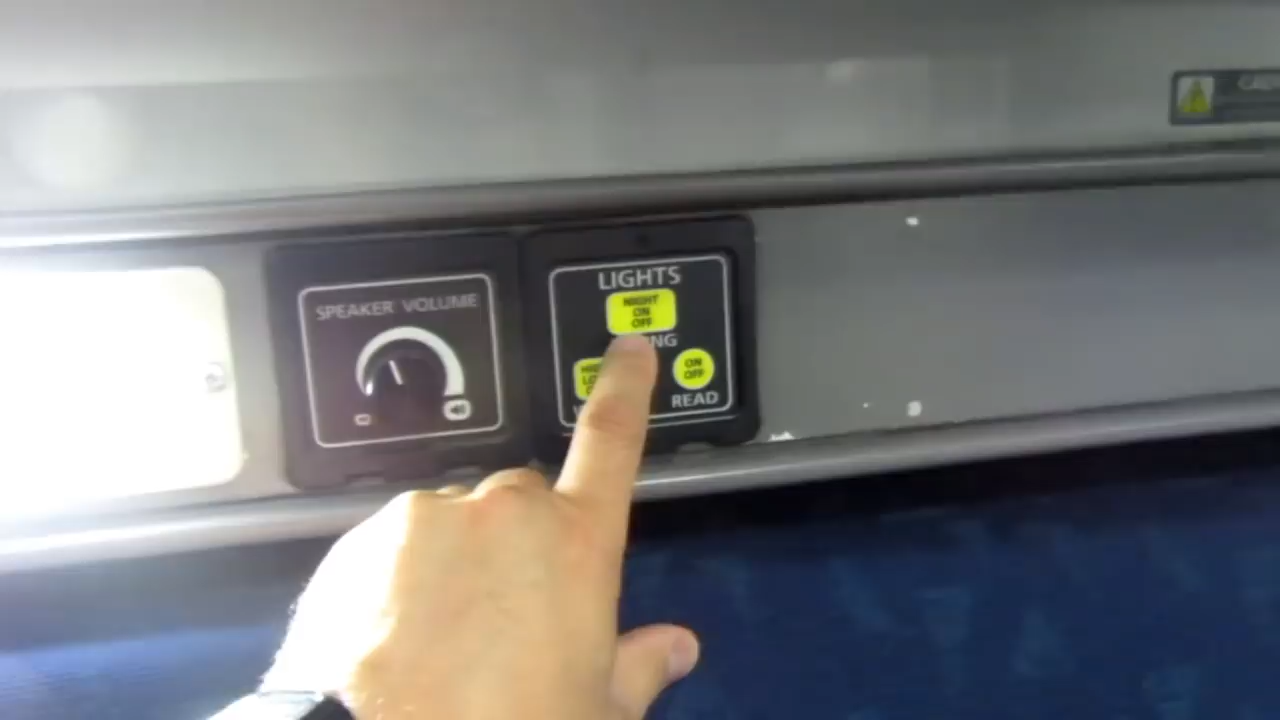 SPEAKER VOLUME
LIGHTS
NIGHT
ON
OFF
ON
OFF
READ